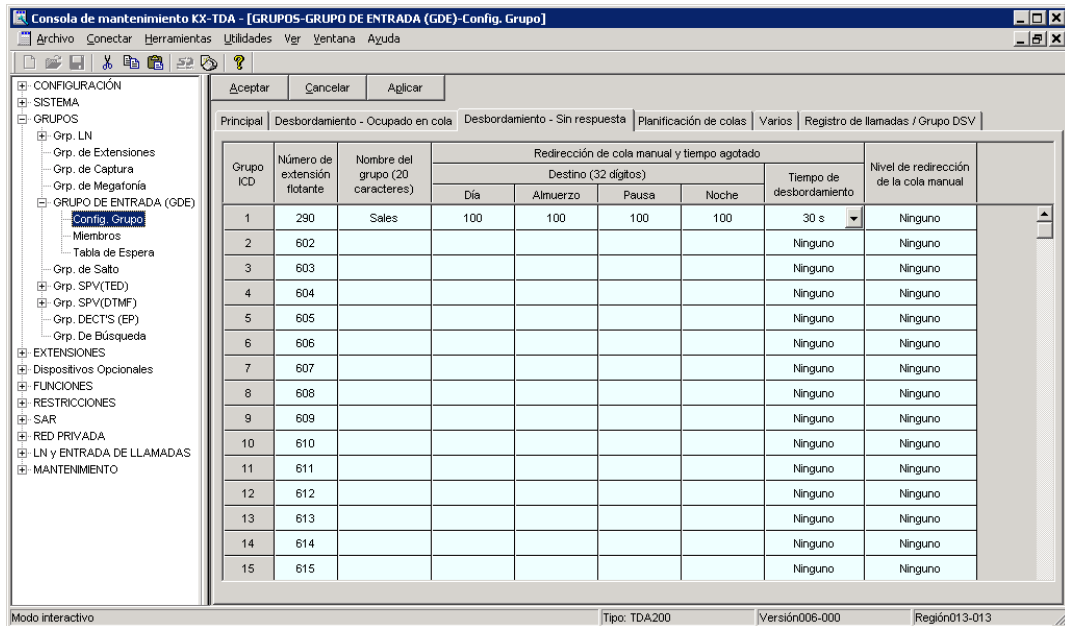 Consola de mantenimiento KX-TDA - [GRUPOS-GRUPO DE ENTRADA (GDE)-Config. Grupo]
Archivo Conectar Herramientas Utilidades Ver Ventana Ayuda
CONFIGURACIÓN
SISTEMA
GRUPOS
Grp. LN
Grp. de Extensiones
Grp. de Captura
Grp. de Megafonía
GRUPO DE ENTRADA (GDE)
Config. Grupo
Miembros
Tabla de Espera
Grp. de Salto
Grp. SPV(TED)
Grp. SPV(DTMF)
Grp. DECT'S (EP)
Grp. De Búsqueda
EXTENSIONES
Dispositivos Opcionales
FUNCIONES
RESTRICCIONES
SAR
RED PRIVADA
LN y ENTRADA DE LLAMADAS
MANTENIMIENTO
Aceptar Cancelar Aplicar
Principal Desbordamiento - Ocupado en cola Desbordamiento - Sin respuesta Planificación de colas Varios Registro de llamadas / Grupo DSV
Grupo ICD
Número de extensión flotante
Nombre del grupo (20 caracteres)
Redirección de cola manual y tiempo agotado
Destino (32 dígitos)
Día Almuerzo Pausa Noche
Tiempo de desbordamiento
Nivel de redirección de la cola manual
1 290 Sales 100 100 100 100 30 s Ninguno
2 602 Ninguno Ninguno
3 603 Ninguno Ninguno
4 604 Ninguno Ninguno
5 605 Ninguno Ninguno
6 606 Ninguno Ninguno
7 607 Ninguno Ninguno
8 608 Ninguno Ninguno
9 609 Ninguno Ninguno
10 610 Ninguno Ninguno
11 611 Ninguno Ninguno
12 612 Ninguno Ninguno
13 613 Ninguno Ninguno
14 614 Ninguno Ninguno
15 615 Ninguno Ninguno
Modo interactivo Tipo: TDA200 Versión006-000 Región013-013